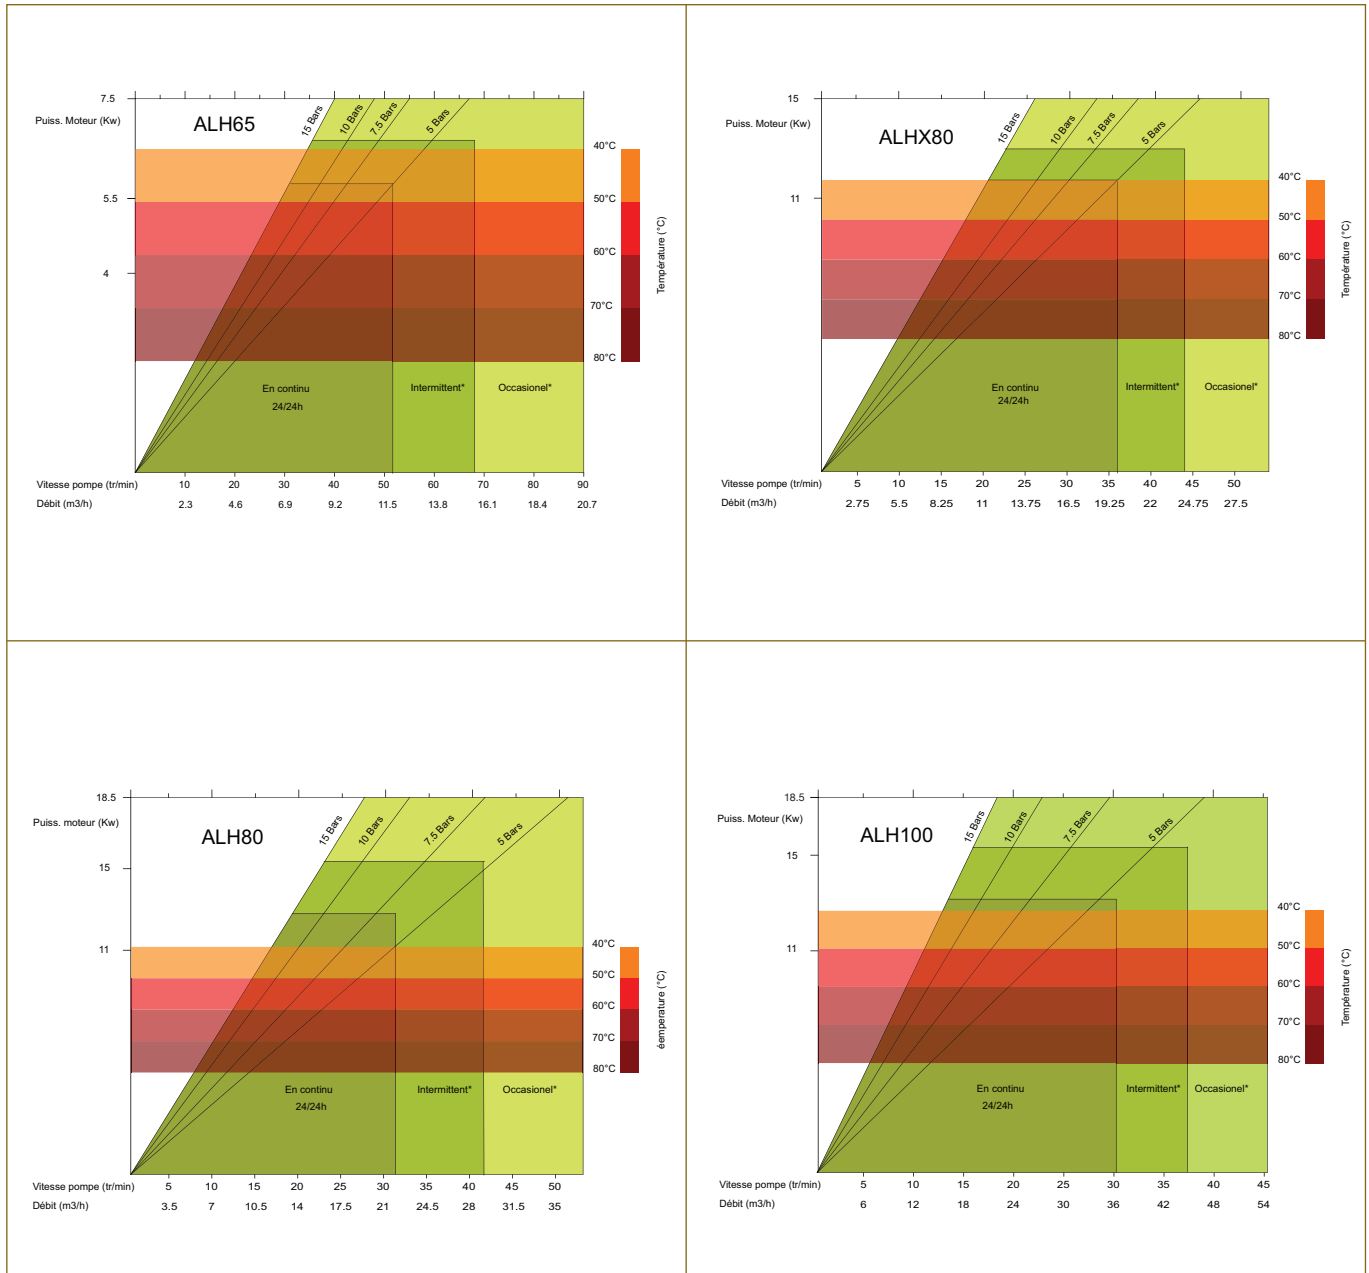 7.5
Puiss. Moteur (Kw)
ALH65
15 Bars
10 Bars
7.5 Bars
5 Bars
5.5
4
40°C
50°C
60°C
70°C
80°C
Température (°C)
En continu
24/24h
Intermittent*
Occasionel*
Vitesse pompe (tr/min) 10 20 30 40 50 60 70 80 90
Débit (m3/h) 2.3 4.6 6.9 9.2 11.5 13.8 16.1 18.4 20.7
15
Puiss. Moteur (Kw)
ALHX80
15 Bars
10 Bars
7.5 Bars
5 Bars
11
40°C
50°C
60°C
70°C
80°C
Température (°C)
En continu
24/24h
Intermittent*
Occasionel*
Vitesse pompe (tr/min) 5 10 15 20 25 30 35 40 45 50
Débit (m3/h) 2.75 5.5 8.25 11 13.75 16.5 19.25 22 24.75 27.5
18.5
Puiss. moteur (Kw)
ALH80
15 Bars
10 Bars
7.5 Bars
5 Bars
15
11
40°C
50°C
60°C
70°C
80°C
éemperature (°C)
En continu
24/24h
Intermittent*
Occasionel*
Vitesse pompe (tr/min) 5 10 15 20 25 30 35 40 45 50
Débit (m3/h) 3.5 7 10.5 14 17.5 21 24.5 28 31.5 35
18.5
Puiss. Moteur (Kw)
ALH100
15 Bars
10 Bars
7.5 Bars
5 Bars
15
11
40°C
50°C
60°C
70°C
80°C
Température (°C)
En continu
24/24h
Intermittent*
Occasionel*
Vitesse pompe (tr/min) 5 10 15 20 25 30 35 40 45
Débit (m3/h) 6 12 18 24 30 36 42 48 54